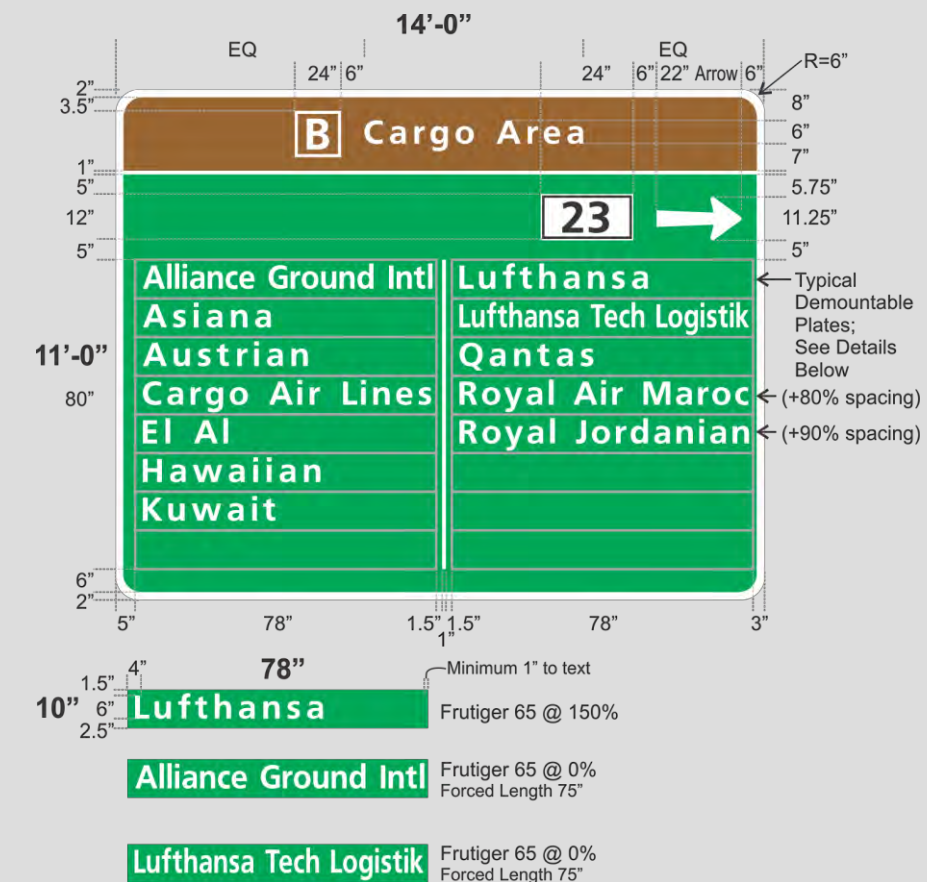 14’-0”
EQ
EQ
24” 6”
24” 6” 22” Arrow 6”
R=6”
2”
3.5”
1”
5”
12”
5”
11’-0”
80”
6”
2”
B Cargo Area
23
8”
6”
7”
5.75”
11.25”
5”
Alliance Ground Intl
Asiana
Austrian
Cargo Air Lines
El Al
Hawaiian
Kuwait
Lufthansa
Lufthansa Tech Logistik
Qantas
Royal Air Maroc
Royal Jordanian
Typical
Demountable
Plates;
See Details
Below
(+80% spacing)
(+90% spacing)
5” 78” 1.5” 1.5” 78” 3”
1”
4” 78” Minimum 1” to text
1.5”
10” 6”
2.5”
Lufthansa
Frutiger 65 @ 150%
Alliance Ground Intl
Frutiger 65 @ 0%
Forced Length 75”
Lufthansa Tech Logistik
Frutiger 65 @ 0%
Forced Length 75”